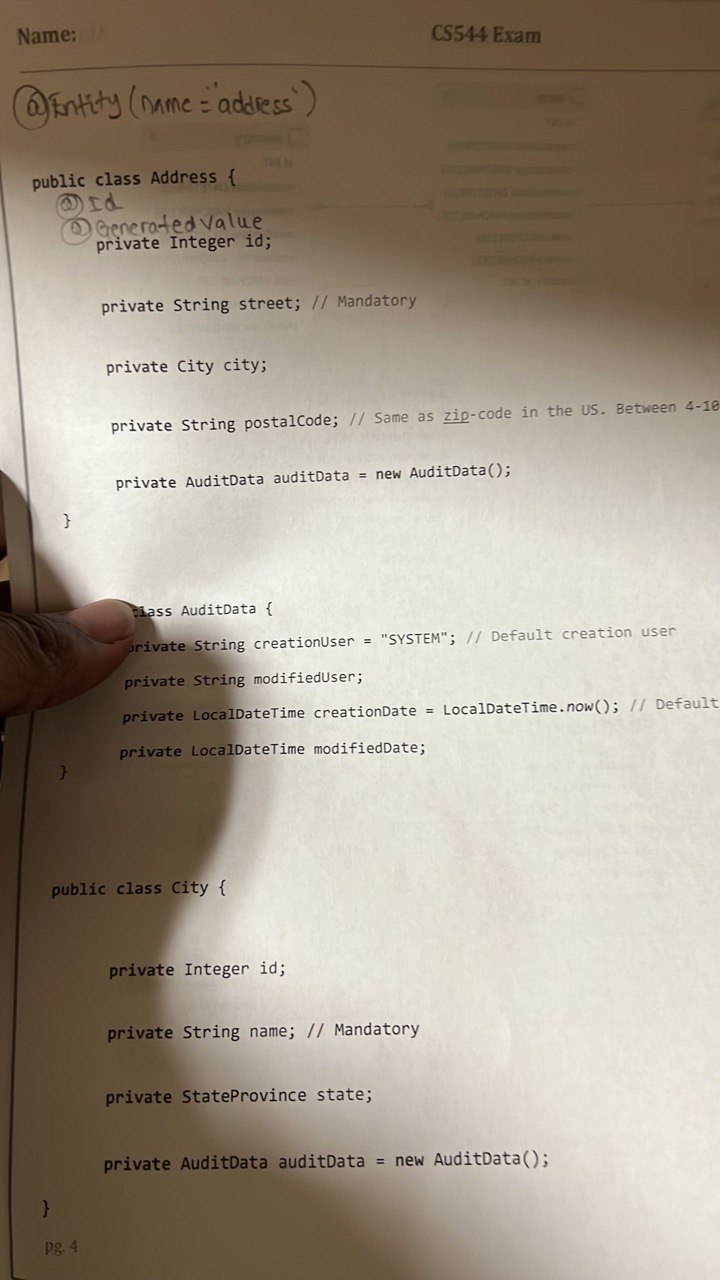 Name:
CS544 Exam
@Entity(name="address")
public class Address {
@Id
@GeneratedValue
private Integer id;
private String street; // Mandatory
private City city;
private String postalCode; // Same as zip-code in the US. Between 4-10
private AuditData auditData = new AuditData();
}
class AuditData {
private String creationUser = "SYSTEM"; // Default creation user
private String modifiedUser;
private LocalDateTime creationDate = LocalDateTime.now(); // Default
private LocalDateTime modifiedDate;
}
public class City {
private Integer id;
private String name; // Mandatory
private StateProvince state;
private AuditData auditData = new AuditData();
}
pg. 4